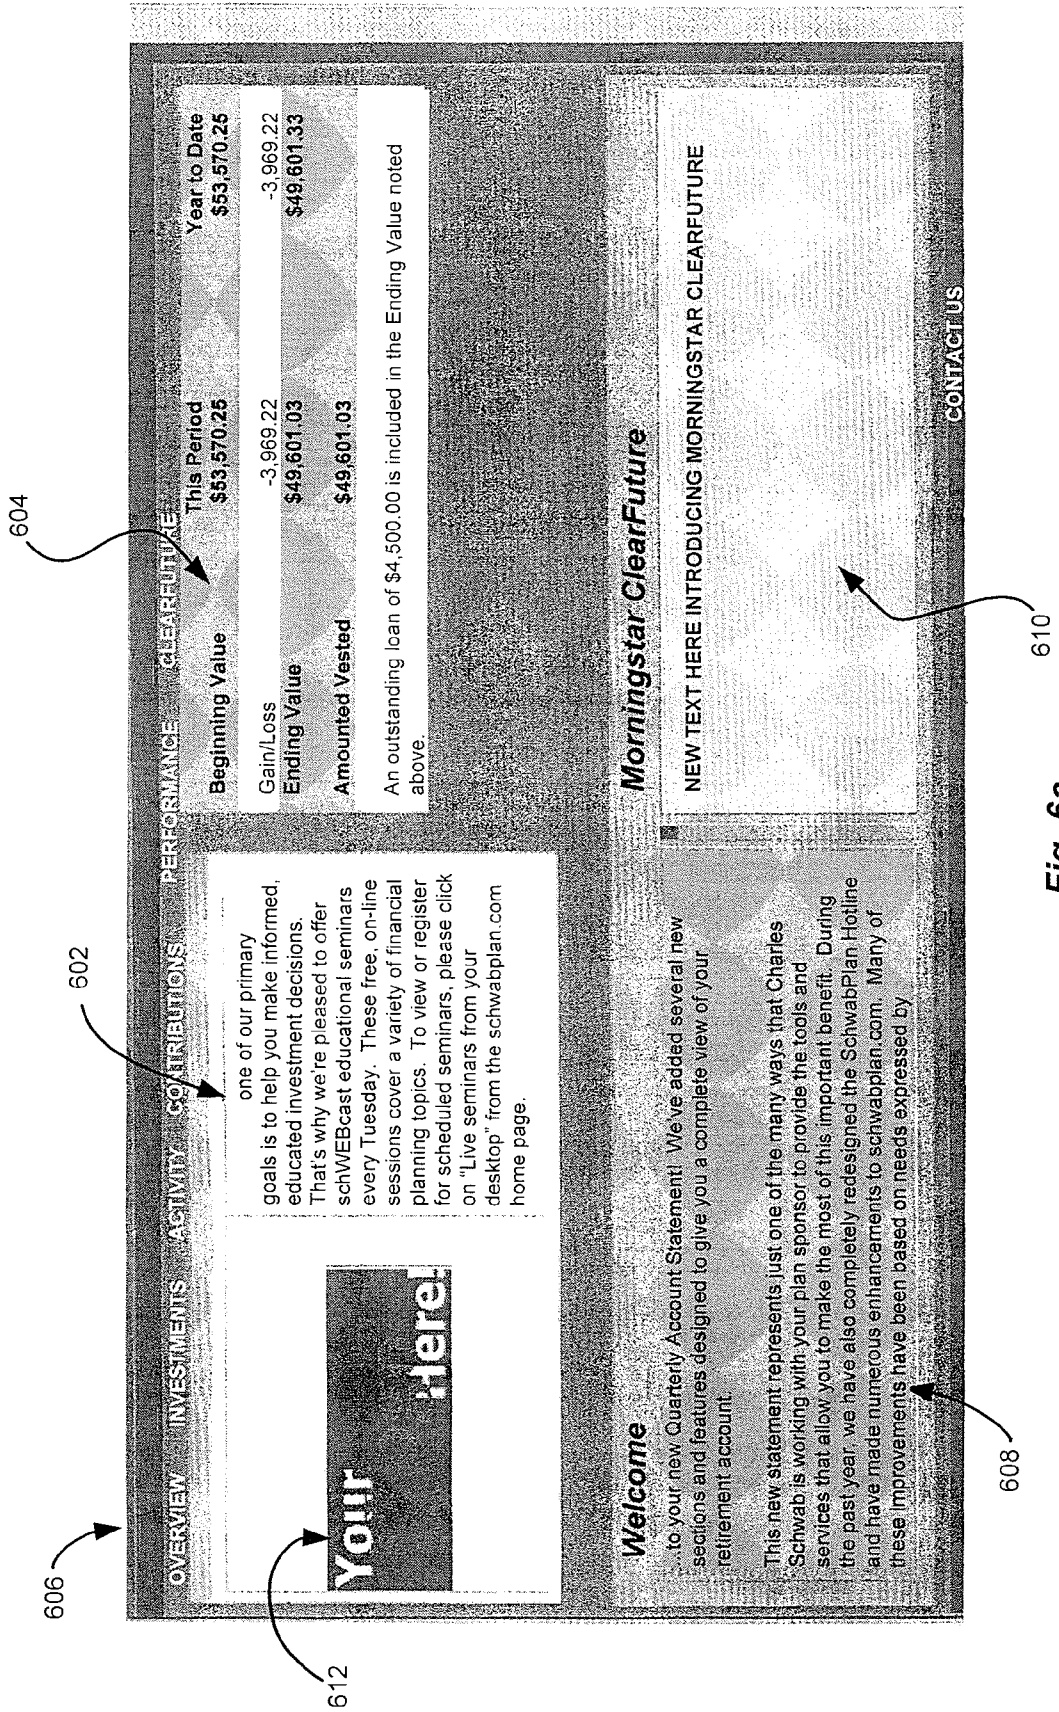 606
602
604
OVERVIEW INVESTMENTS ACTIVITY CONTRIBUTIONS PERFORMANCE CLEARFUTURE
612
Your
Here!
one of our primary
goals is to help you make informed,
educated investment decisions.
That's why we're pleased to offer
schWEBcast educational seminars
every Tuesday. These free, on-line
sessions cover a variety of financial
planning topics. To view or register
for scheduled seminars, please click
on "Live seminars from your
desktop" from the schwabplan.com
home page.
This Period Year to Date
Beginning Value $53,570.25 $53,570.25
Gain/Loss -3,969.22 -3,969.22
Ending Value $49,601.03 $49,601.33
Amounted Vested $49,601.03
An outstanding loan of $4,500.00 is included in the Ending Value noted
above.
Welcome
...to your new Quarterly Account Statement! We've added several new
sections and features designed to give you a complete view of your
retirement account.
This new statement represents just one of the many ways that Charles
Schwab is working with your plan sponsor to provide the tools and
services that allow you to make the most of this important benefit. During
the past year we have also completely redesigned the SchwabPlan Hotline
and have made numerous enhancements to schwabplan.com. Many of
these improvements have been based on needs expressed by
Morningstar ClearFuture
NEW TEXT HERE INTRODUCING MORNINGSTAR CLEARFUTURE
CONTACT US
608
610